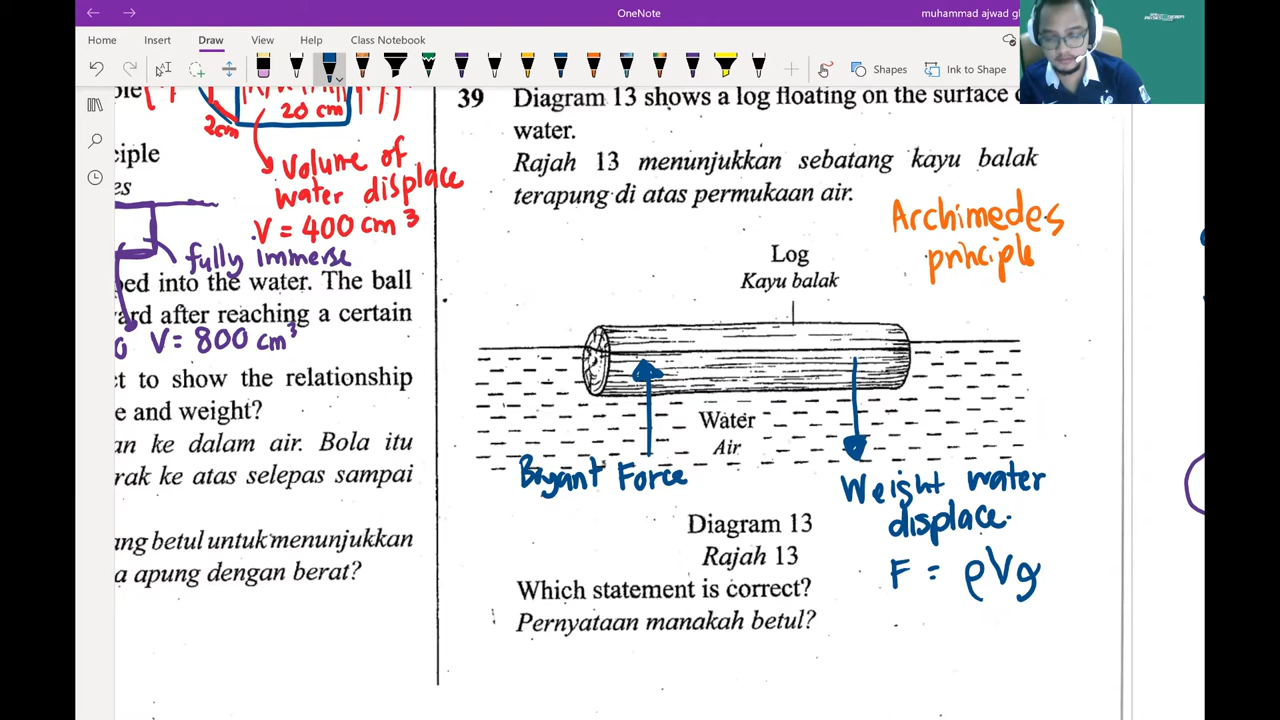 OneNote
muhammad ajwad gh
Home Insert Draw View Help Class Notebook
Shapes
Ink to Shape
20 cm
2cm
Volume of
water displace
V = 400 cm³
ciple
fully immerse
ped into the water. The ball
ard after reaching a certain
V = 800 cm³
ct to show the relationship
e and weight?
an ke dalam air. Bola itu
rak ke atas selepas sampai
ang betul untuk menunjukkan
a apung dengan berat?
39 Diagram 13 shows a log floating on the surface
water.
Rajah 13 menunjukkan sebatang kayu balak
terapung di atas permukaan air.
Archimedes
principle
Log
Kayu balak
Water
Air
Boyant Force
Weight water
displace.
F = ρVg
Diagram 13
Rajah 13
Which statement is correct?
Pernyataan manakah betul?